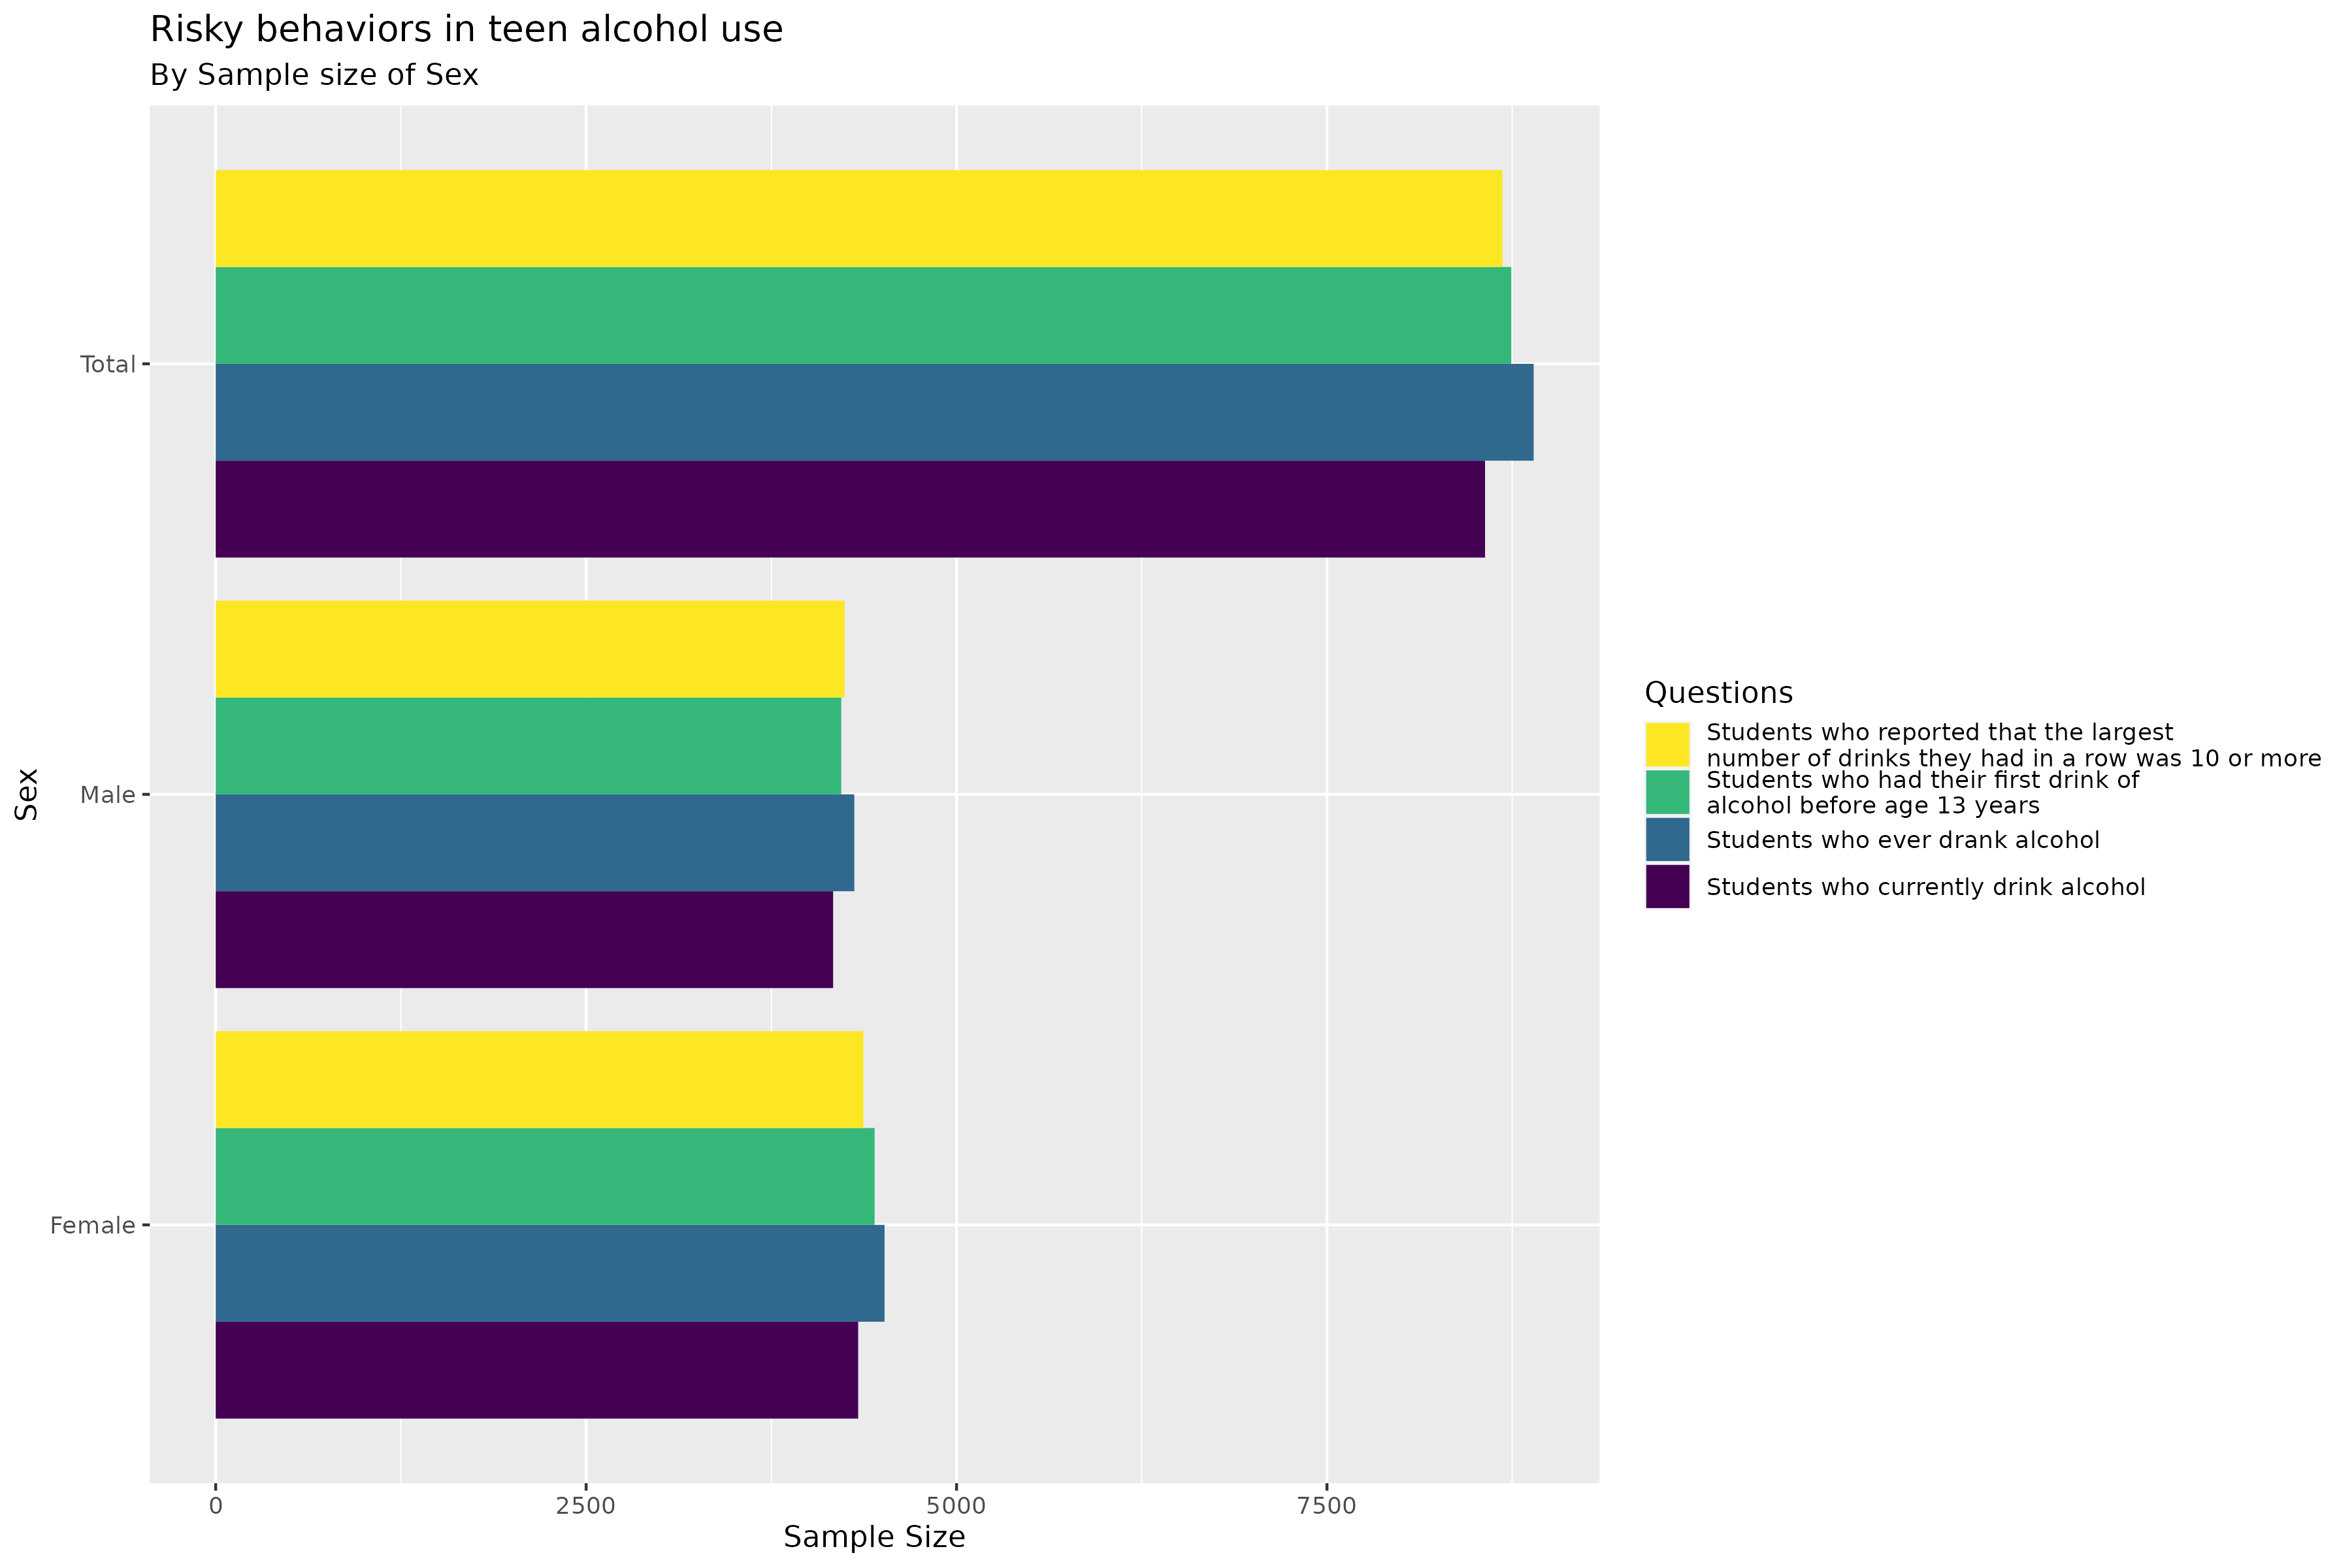 Risky behaviors in teen alcohol use
By Sample size of Sex
Total
Male
Female
Sex
0
2500
5000
7500
Sample Size
Questions
Students who reported that the largest
number of drinks they had in a row was 10 or more
Students who had their first drink of
alcohol before age 13 years
Students who ever drank alcohol
Students who currently drink alcohol